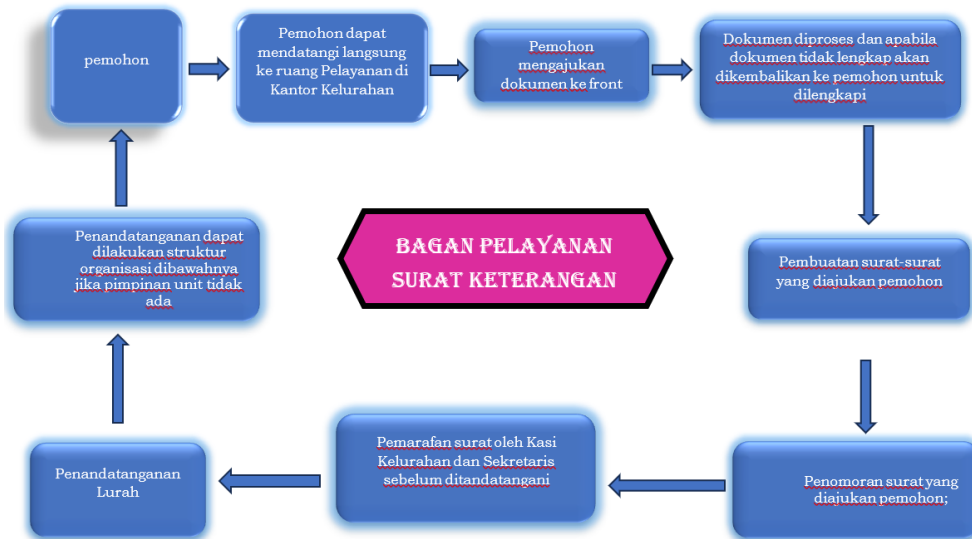 pemohon
Pemohon dapat
mendatangi langsung
ke ruang Pelayanan di
Kantor Kelurahan
Pemohon
mengajukan
dokumen ke front
Dokumen diproses dan apabila
dokumen tidak lengkap akan
dikembalikan ke pemohon untuk
dilengkapi
Pembuatan surat-surat
yang diajukan pemohon
Penomoran surat yang
diajukan pemohon;
Pemarafan surat oleh Kasi
Kelurahan dan Sekretaris
sebelum ditandatangani
Penandatanganan
Lurah
Penandatanganan dapat
dilakukan struktur
organisasi dibawahnya
jika pimpinan unit tidak
ada
BAGAN PELAYANAN
SURAT KETERANGAN